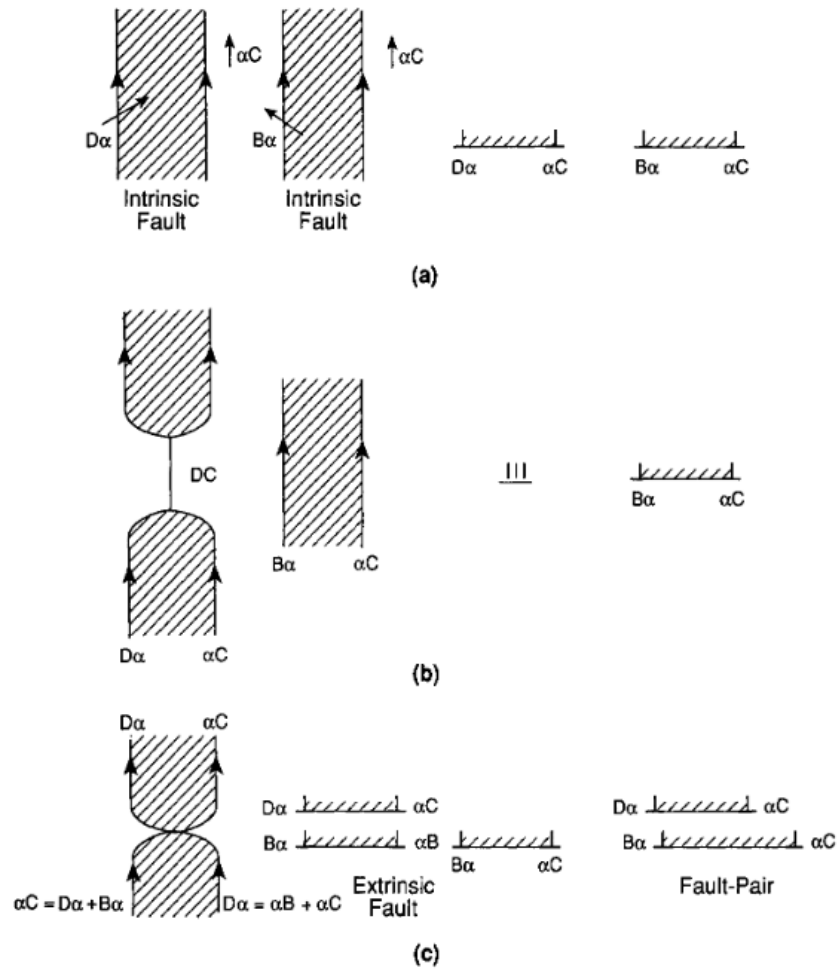 αC
αC
Dα
Bα
Dα
αC
Bα
αC
Intrinsic
Fault
Intrinsic
Fault
(a)
DC
Bα
αC
Bα
αC
Dα
αC
(b)
Dα
αC
Dα
αC
Dα
αC
Bα
αB
Bα
αC
Bα
αC
αC = Dα + Bα
Dα = αB + αC
Extrinsic
Fault
Fault-Pair
(c)